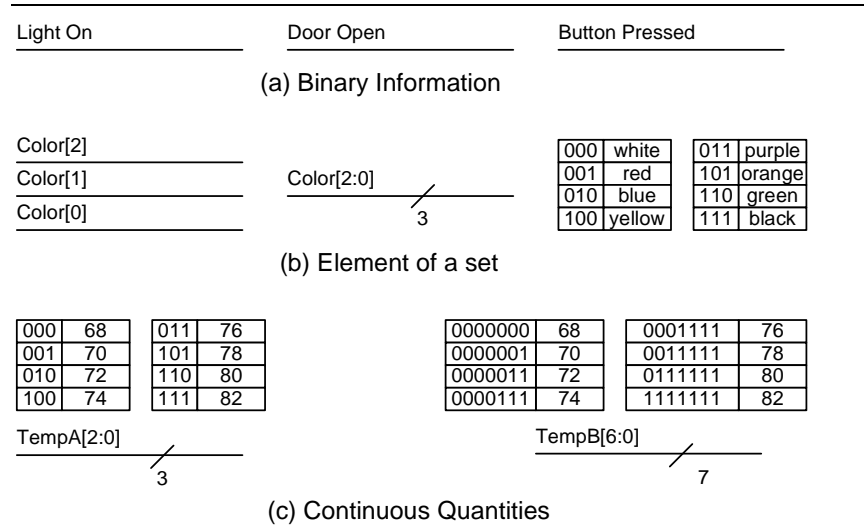 Light On Door Open Button Pressed
(a) Binary Information
Color[2]
Color[1]
Color[0]
Color[2:0]
3
000 white 011 purple
001 red 101 orange
010 blue 110 green
100 yellow 111 black
(b) Element of a set
000 68 011 76
001 70 101 78
010 72 110 80
100 74 111 82
TempA[2:0]
3
0000000 68 0001111 76
0000001 70 0011111 78
0000011 72 0111111 80
0000111 74 1111111 82
TempB[6:0]
7
(c) Continuous Quantities